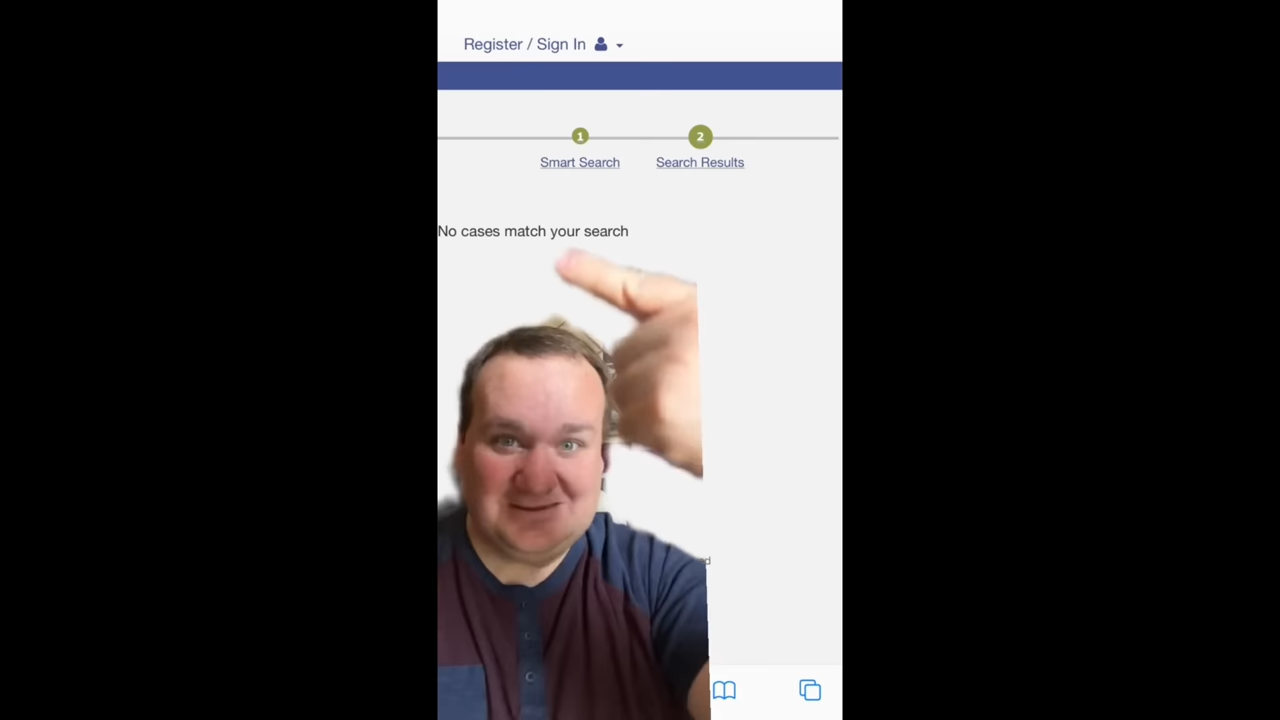 Register / Sign In
1
2
Smart Search
Search Results
No cases match your search
d